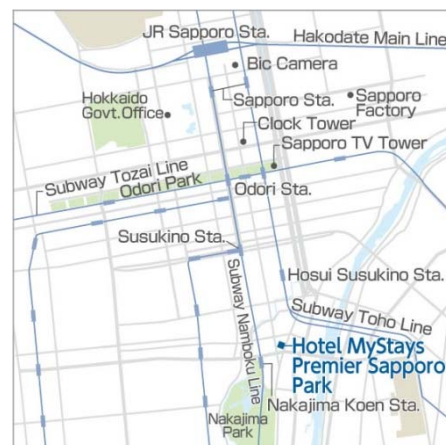 JR Sapporo Sta.
Hakodate Main Line
Bic Camera
Hokkaido
Govt.Office
Sapporo Sta.
Sapporo
Factory
Clock Tower
Sapporo TV Tower
Subway Tozai Line
Odori Park
Odori Sta.
Susukino Sta.
Subway Namboku Line
Hosui Susukino Sta.
Subway Toho Line
Hotel MyStays
Premier Sapporo
Park
Nakajima Koen Sta.
Nakajima
Park